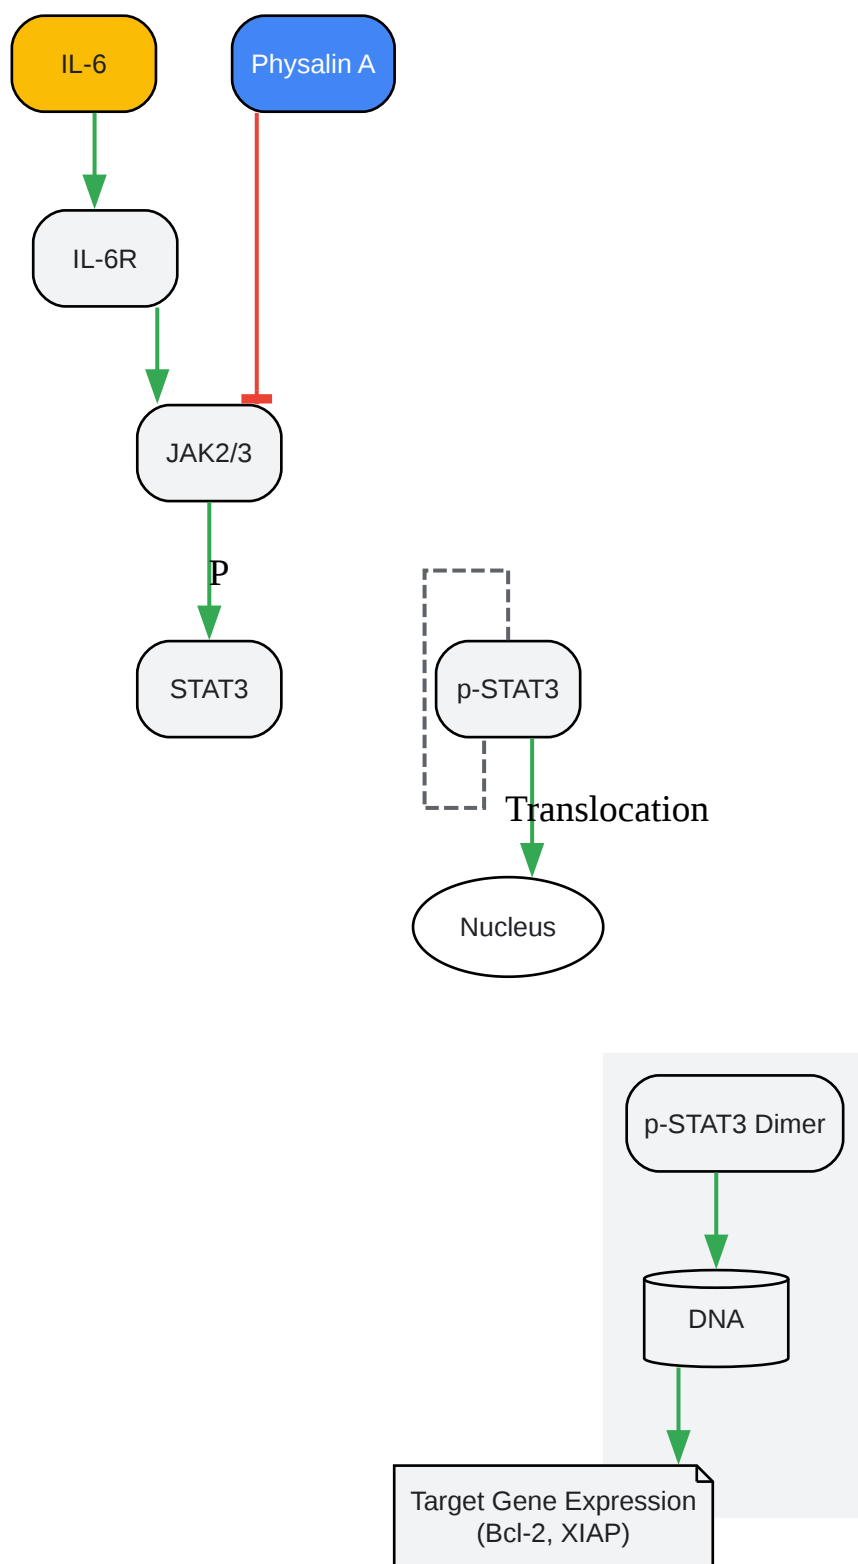 IL-6
Physalin A
IL-6R
JAK2/3
P
STAT3
p-STAT3
Translocation
Nucleus
p-STAT3 Dimer
DNA
Target Gene Expression
(Bcl-2, XIAP)